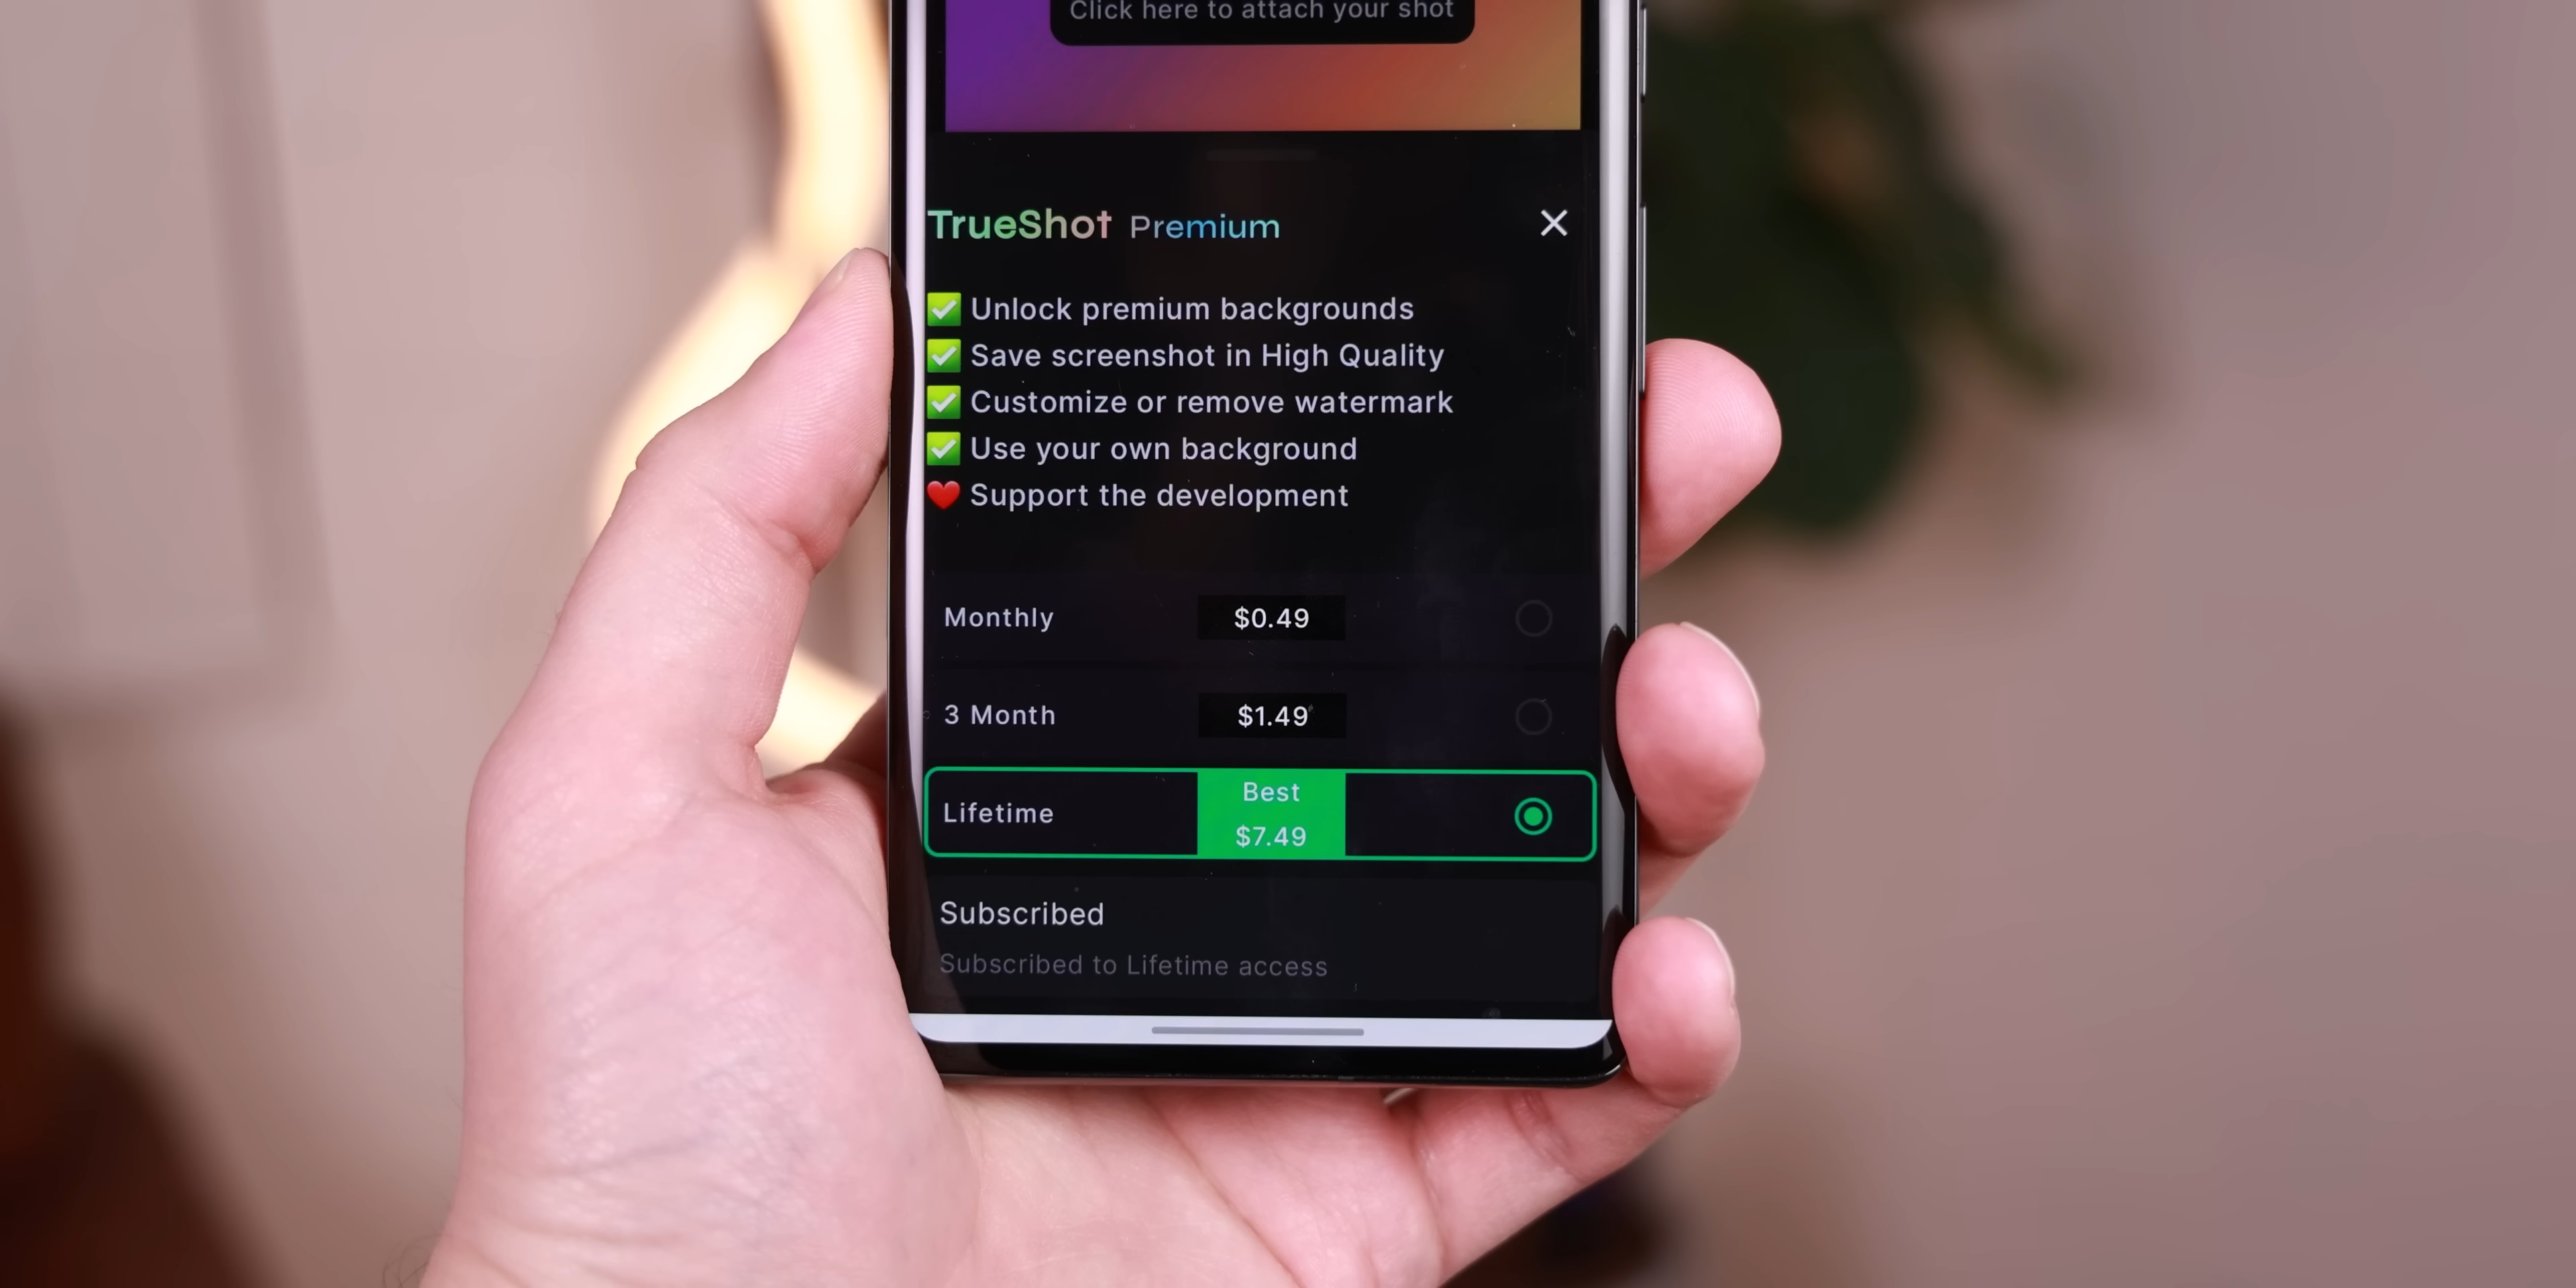 Click here to attach your shot
TrueShot Premium
✅ Unlock premium backgrounds
✅ Save screenshot in High Quality
✅ Customize or remove watermark
✅ Use your own background
❤️ Support the development
Monthly $0.49
3 Month $1.49
Lifetime Best $7.49
Subscribed
Subscribed to Lifetime access